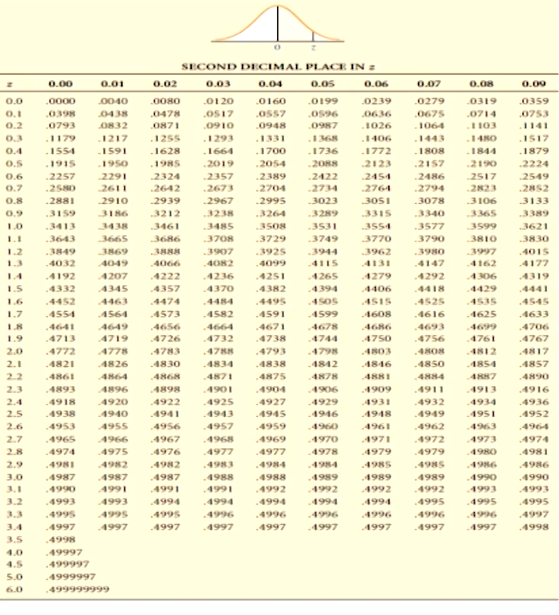 0 z
SECOND DECIMAL PLACE IN z
z 0.00 0.01 0.02 0.03 0.04 0.05 0.06 0.07 0.08 0.09
0.0 .0000 .0040 .0080 .0120 .0160 .0199 .0239 .0279 .0319 .0359
0.1 .0398 .0438 .0478 .0517 .0557 .0596 .0636 .0675 .0714 .0753
0.2 .0793 .0832 .0871 .0910 .0948 .0987 .1026 .1064 .1103 .1141
0.3 .1179 .1217 .1255 .1293 .1331 .1368 .1406 .1443 .1480 .1517
0.4 .1554 .1591 .1628 .1664 .1700 .1736 .1772 .1808 .1844 .1879
0.5 .1915 .1950 .1985 .2019 .2054 .2088 .2123 .2157 .2190 .2224
0.6 .2257 .2291 .2324 .2357 .2389 .2422 .2454 .2486 .2517 .2549
0.7 .2580 .2611 .2642 .2673 .2704 .2734 .2764 .2794 .2823 .2852
0.8 .2881 .2910 .2939 .2967 .2995 .3023 .3051 .3078 .3106 .3133
0.9 .3159 .3186 .3212 .3238 .3264 .3289 .3315 .3340 .3365 .3389
1.0 .3413 .3438 .3461 .3485 .3508 .3531 .3554 .3577 .3599 .3621
1.1 .3643 .3665 .3686 .3708 .3729 .3749 .3770 .3790 .3810 .3830
1.2 .3849 .3869 .3888 .3907 .3925 .3944 .3962 .3980 .3997 .4015
1.3 .4032 .4049 .4066 .4082 .4099 .4115 .4131 .4147 .4162 .4177
1.4 .4192 .4207 .4222 .4236 .4251 .4265 .4279 .4292 .4306 .4319
1.5 .4332 .4345 .4357 .4370 .4382 .4394 .4406 .4418 .4429 .4441
1.6 .4452 .4463 .4474 .4484 .4495 .4505 .4515 .4525 .4535 .4545
1.7 .4554 .4564 .4573 .4582 .4591 .4599 .4608 .4616 .4625 .4633
1.8 .4641 .4649 .4656 .4664 .4671 .4678 .4686 .4693 .4699 .4706
1.9 .4713 .4719 .4726 .4732 .4738 .4744 .4750 .4756 .4761 .4767
2.0 .4772 .4778 .4783 .4788 .4793 .4798 .4803 .4808 .4812 .4817
2.1 .4821 .4826 .4830 .4834 .4838 .4842 .4846 .4850 .4854 .4857
2.2 .4861 .4864 .4868 .4871 .4875 .4878 .4881 .4884 .4887 .4890
2.3 .4893 .4896 .4898 .4901 .4904 .4906 .4909 .4911 .4913 .4916
2.4 .4918 .4920 .4922 .4925 .4927 .4929 .4931 .4932 .4934 .4936
2.5 .4938 .4940 .4941 .4943 .4945 .4946 .4948 .4949 .4951 .4952
2.6 .4953 .4955 .4956 .4957 .4959 .4960 .4961 .4962 .4963 .4964
2.7 .4965 .4966 .4967 .4968 .4969 .4970 .4971 .4972 .4973 .4974
2.8 .4974 .4975 .4976 .4977 .4977 .4978 .4979 .4979 .4980 .4981
2.9 .4981 .4982 .4982 .4983 .4984 .4984 .4985 .4985 .4986 .4986
3.0 .4987 .4987 .4987 .4988 .4988 .4989 .4989 .4989 .4990 .4990
3.1 .4990 .4991 .4991 .4991 .4992 .4992 .4992 .4992 .4993 .4993
3.2 .4993 .4993 .4994 .4994 .4994 .4994 .4994 .4995 .4995 .4995
3.3 .4995 .4995 .4995 .4996 .4996 .4996 .4996 .4996 .4996 .4997
3.4 .4997 .4997 .4997 .4997 .4997 .4997 .4997 .4997 .4997 .4998
3.5 .4998
4.0 .49997
4.5 .499997
5.0 .4999997
6.0 .499999999